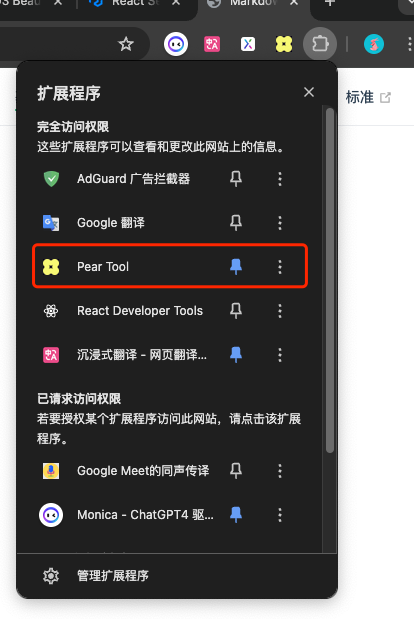 React Se
Markdow
标准
扩展程序
完全访问权限
这些扩展程序可以查看和更改此网站上的信息。
AdGuard 广告拦截器
Google 翻译
Pear Tool
React Developer Tools
沉浸式翻译 - 网页翻译...
已请求访问权限
若要授权某个扩展程序访问此网站，请点击该扩展
程序。
Google Meet的同声传译
Monica - ChatGPT4 驱...
管理扩展程序